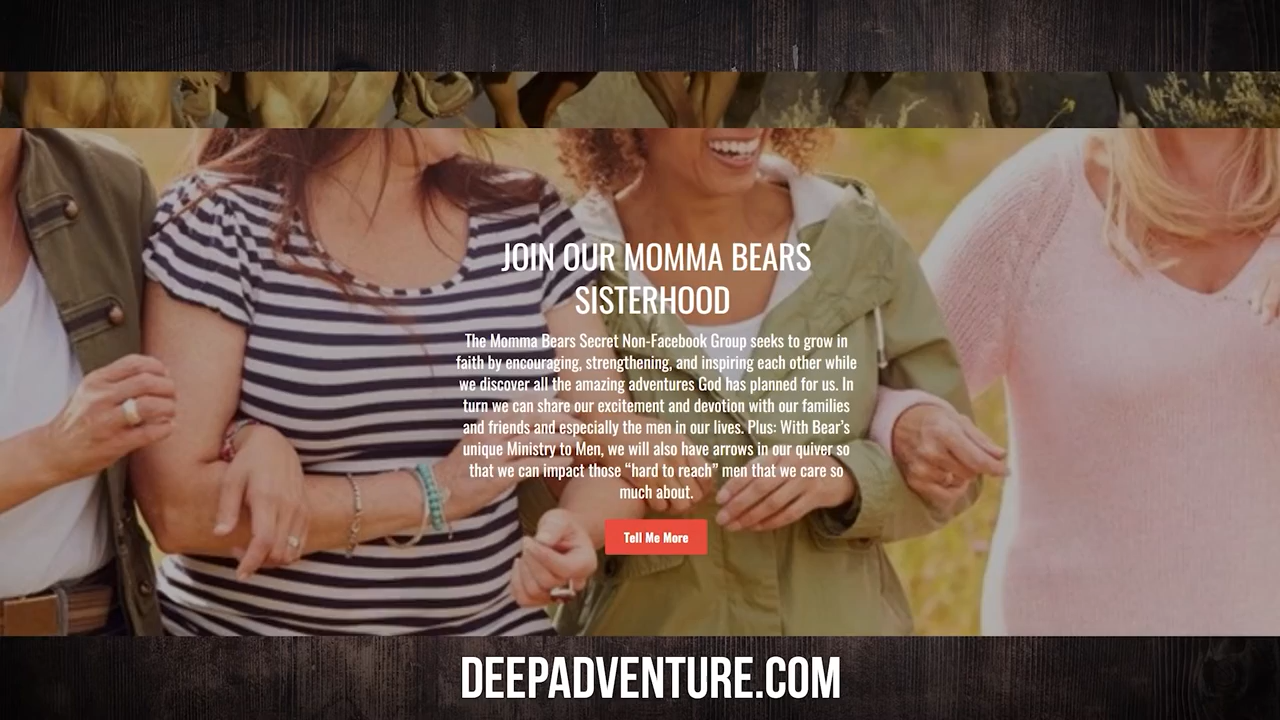 JOIN OUR MOMMA BEARS
SISTERHOOD
The Momma Bears Secret Non-Facebook Group seeks to grow in
faith by encouraging, strengthening, and inspiring each other while
we discover all the amazing adventures God has planned for us. In
turn we can share our excitement and devotion with our families
and friends and especially the men in our lives. Plus: With Bear’s
unique Ministry to Men, we will also have arrows in our quiver so
that we can impact those “hard to reach” men that we care so
much about.
Tell Me More
DEEPADVENTURE.COM